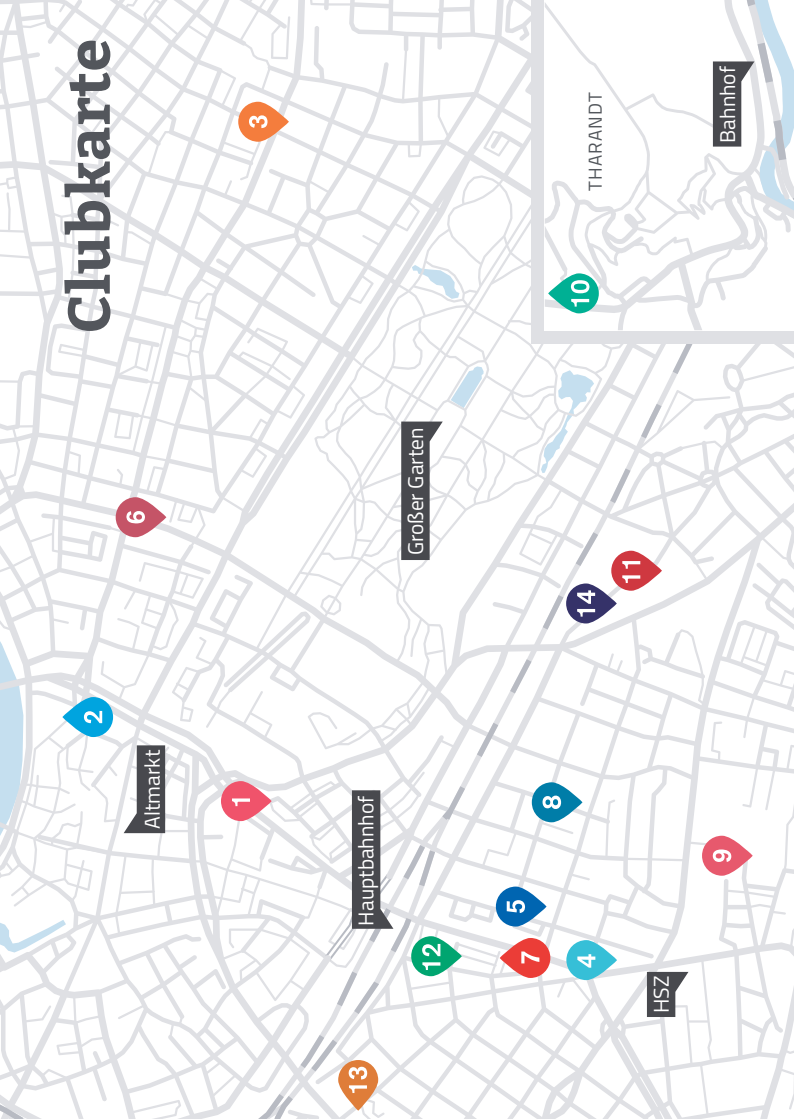 Clubkarte
2
6
Altmarkt
1
3
13
Hauptbahnhof
Großer Garten
12
5
7
8
10
4
14
THARANDT
11
HSZ
9
Bahnhof